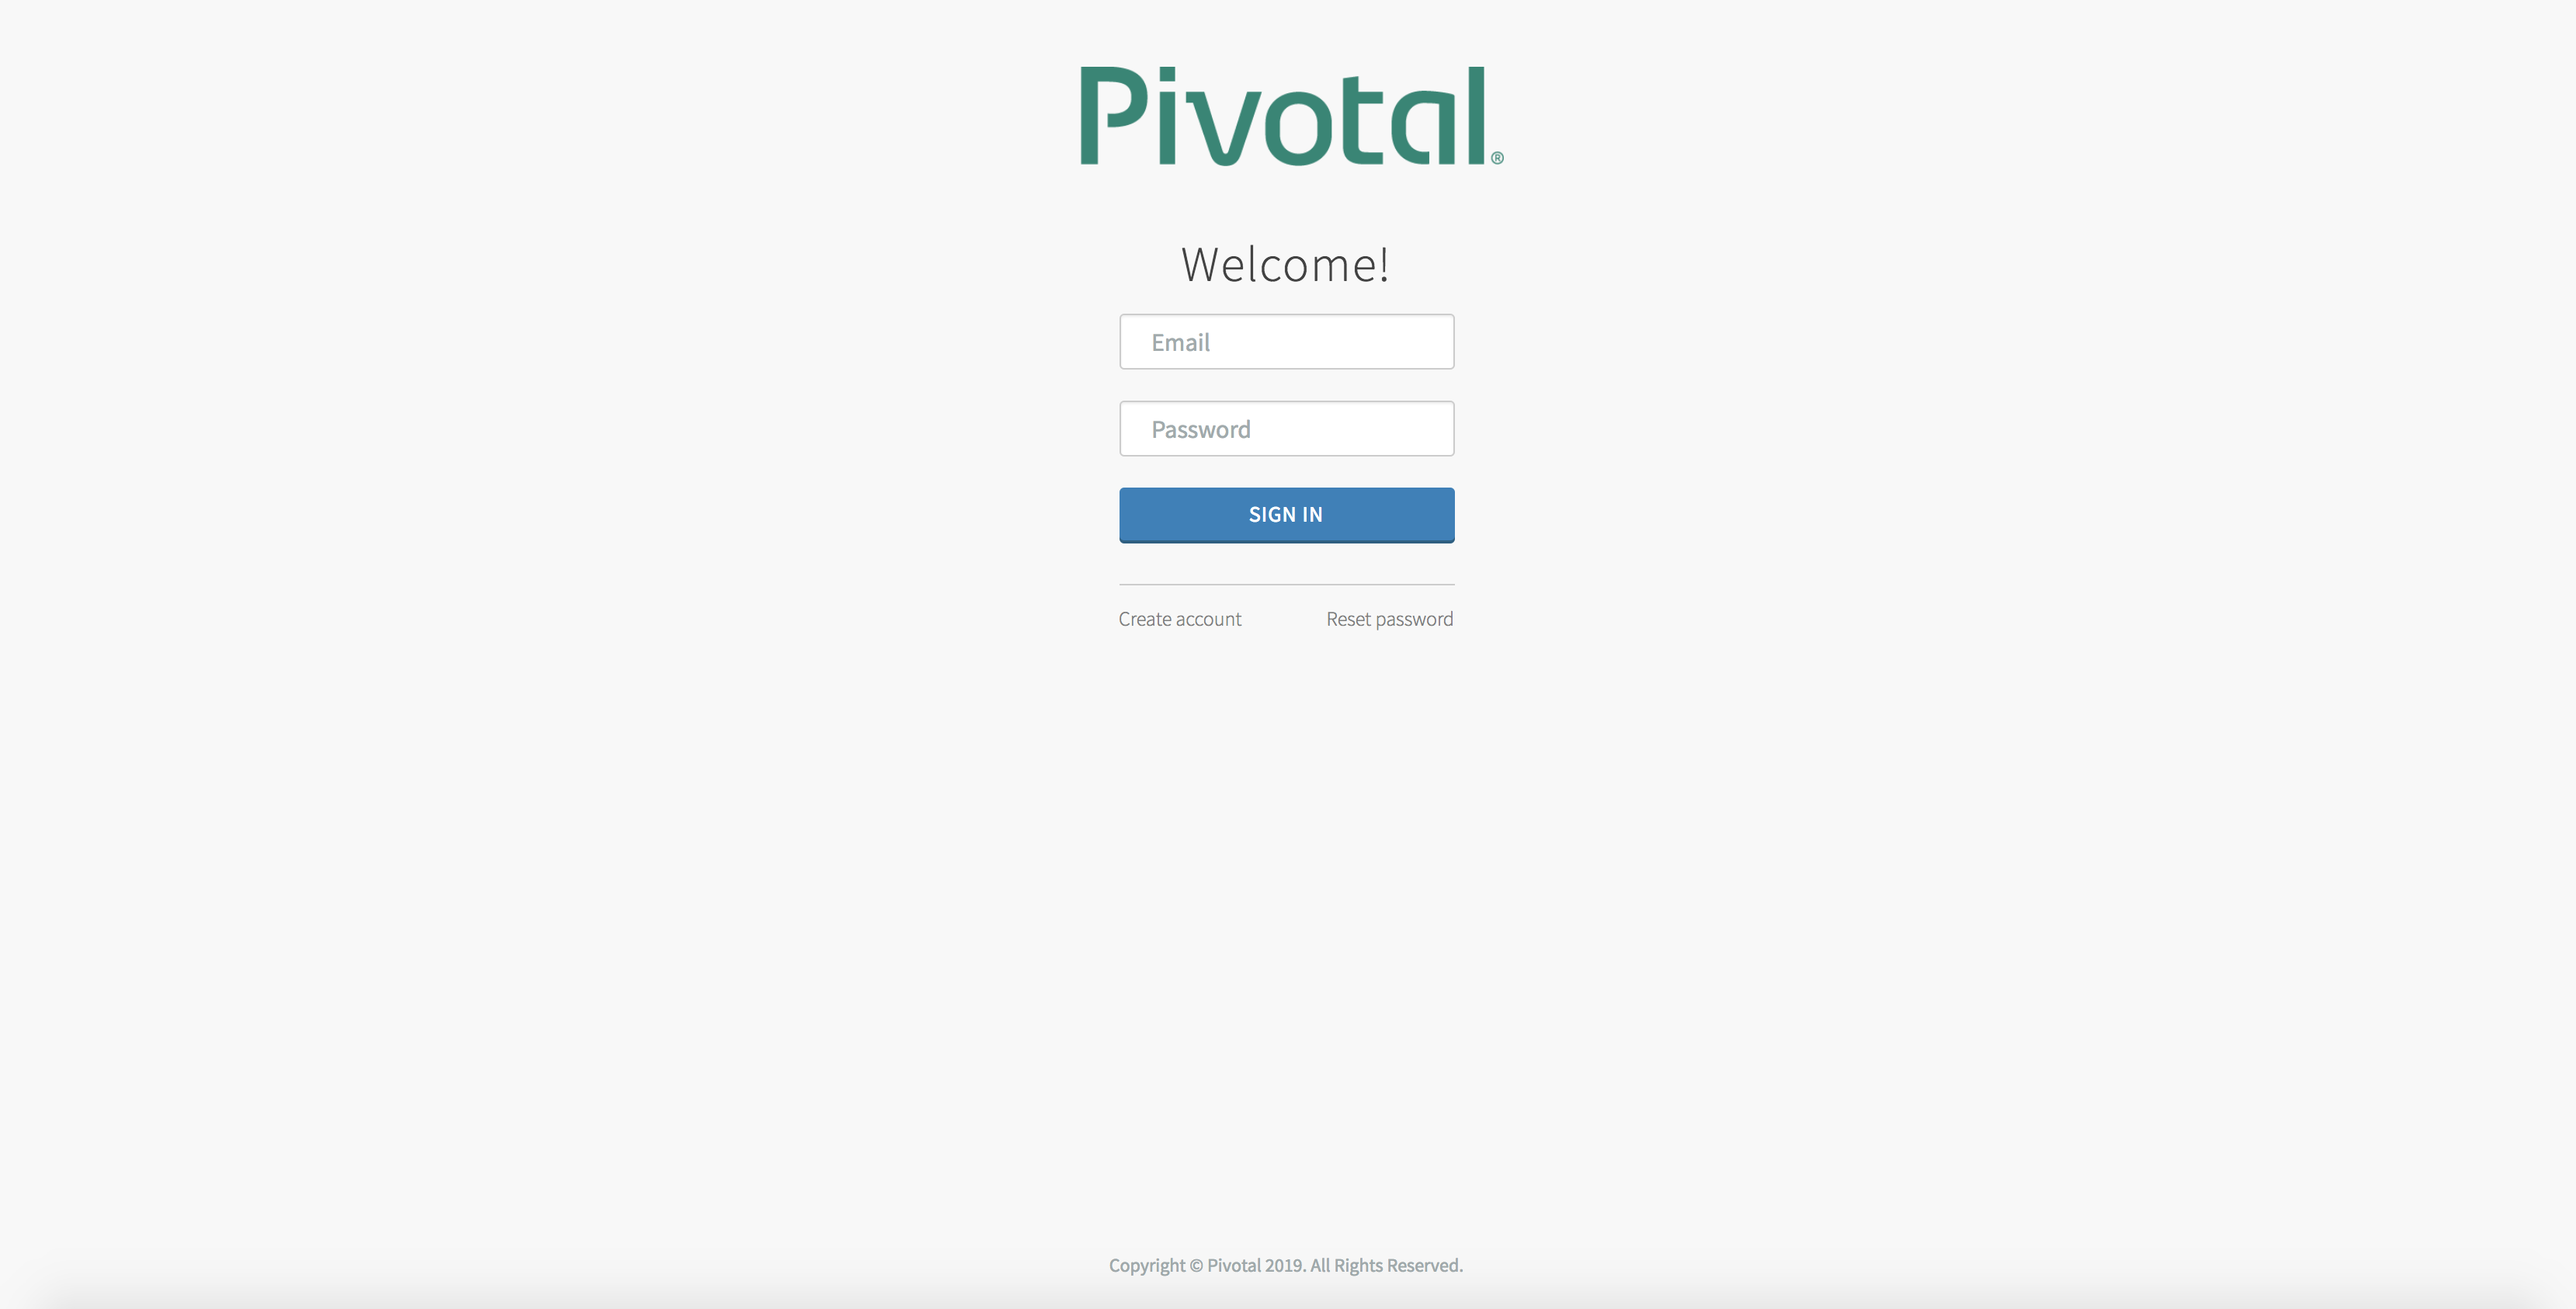 Pivotal®
Welcome!
Email
Password
SIGN IN
Create account
Reset password
Copyright © Pivotal 2019. All Rights Reserved.